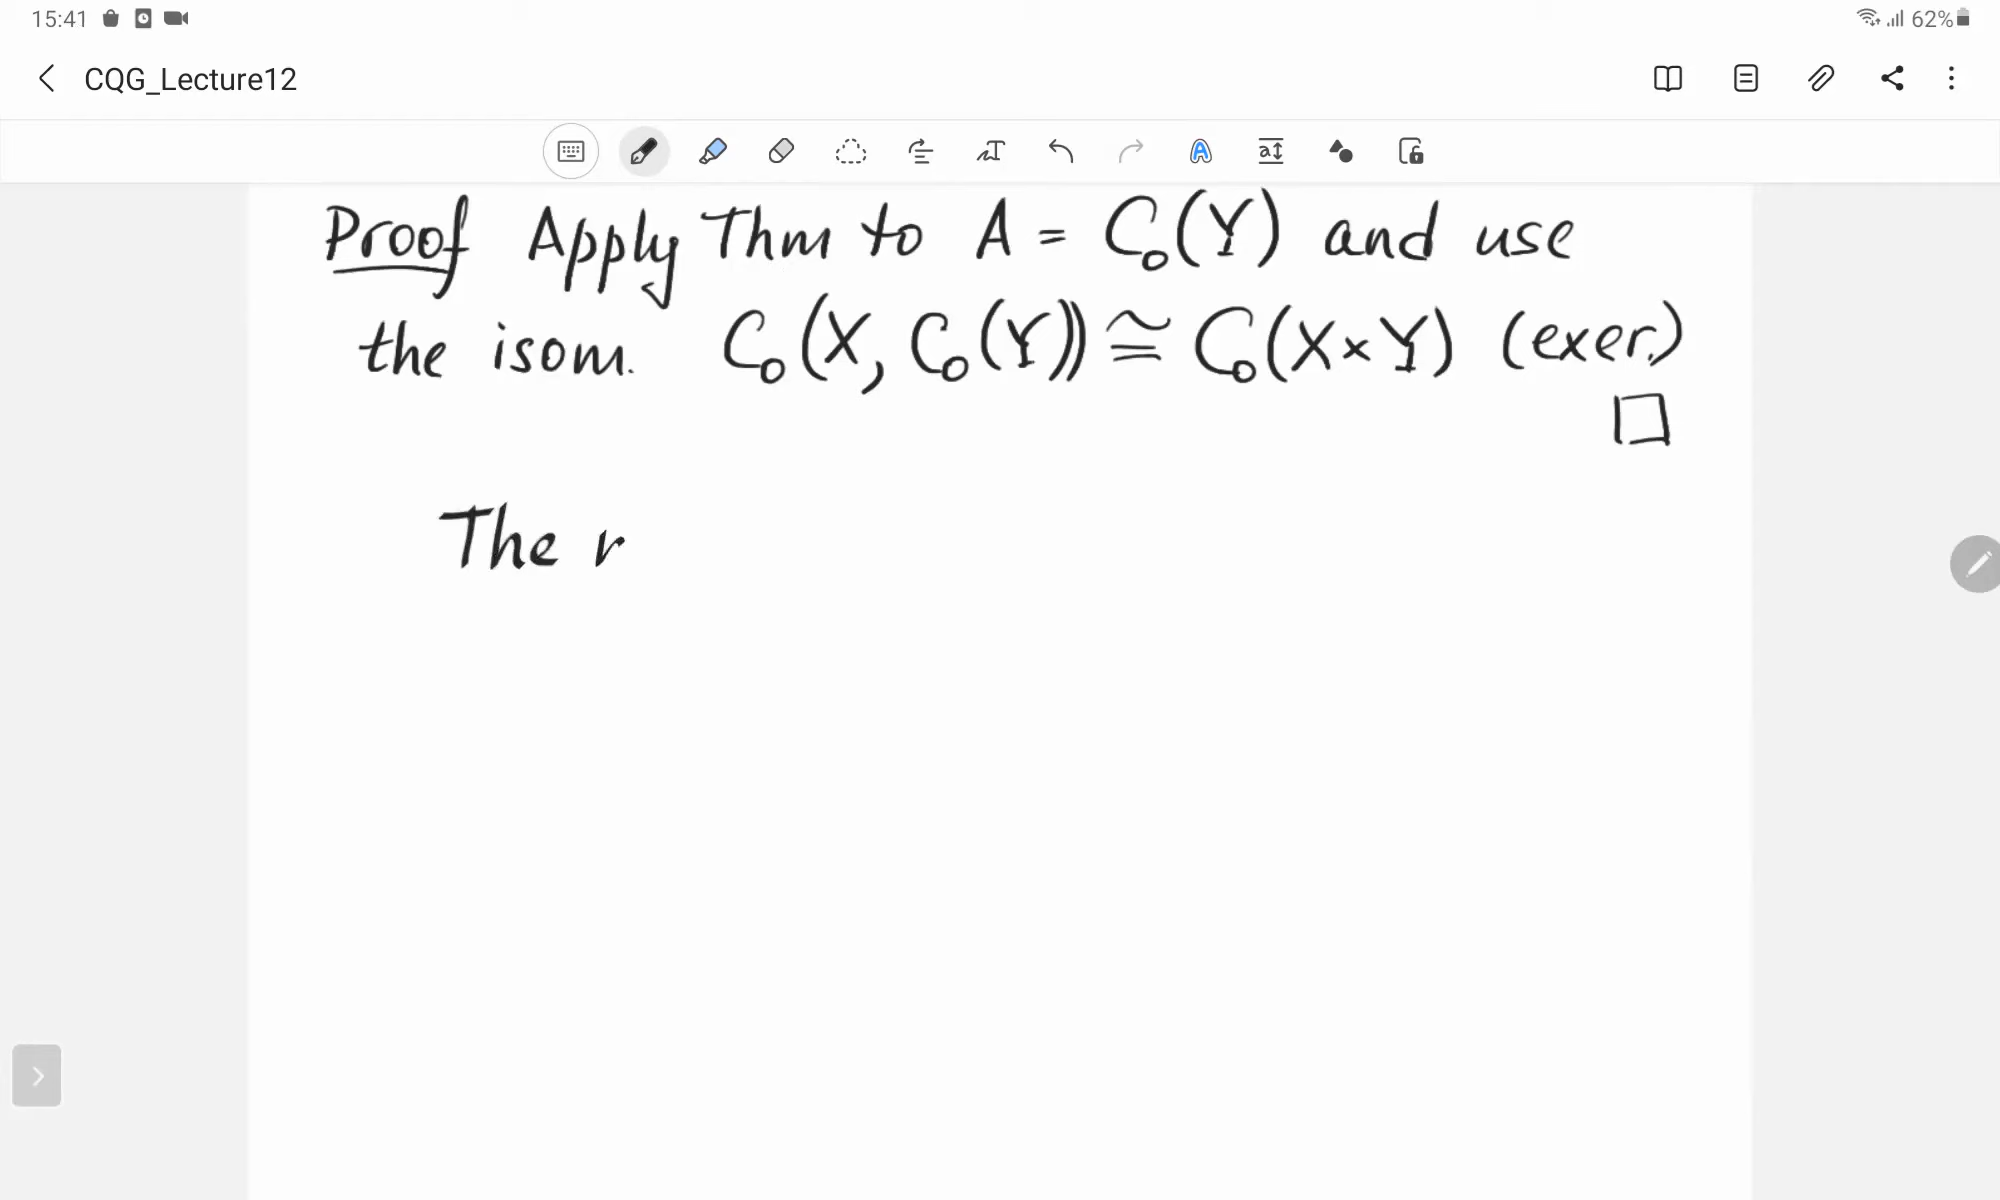 15:41
62%
CQG_Lecture12
Proof Apply Thm to A = C₀(Y) and use
the isom. C₀(X, C₀(Y)) ≅ C₀(X×Y) (exer.)
□
The r